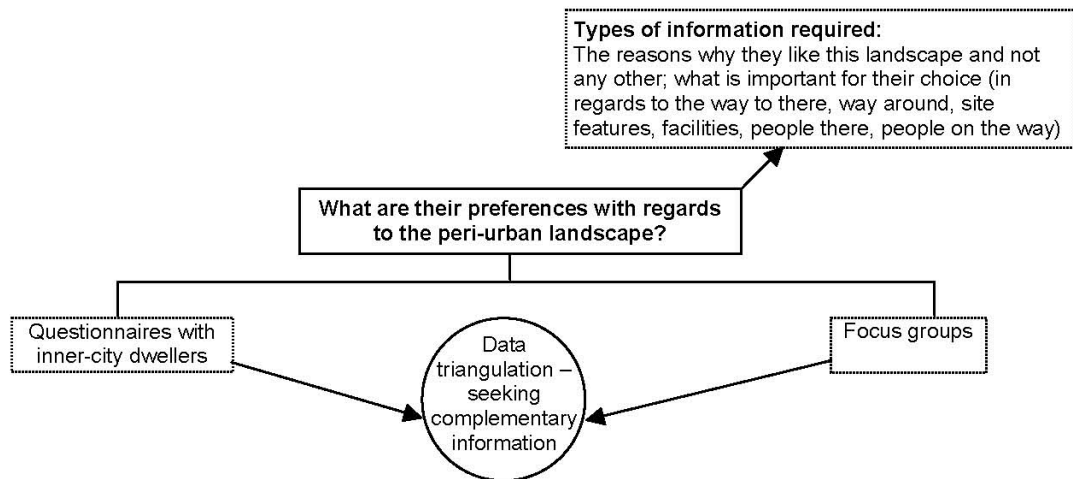 Types of information required:
The reasons why they like this landscape and not
any other; what is important for their choice (in
regards to the way to there, way around, site
features, facilities, people there, people on the way)
What are their preferences with regards
to the peri-urban landscape?
Questionnaires with
inner-city dwellers
Data
triangulation –
seeking
complementary
information
Focus groups